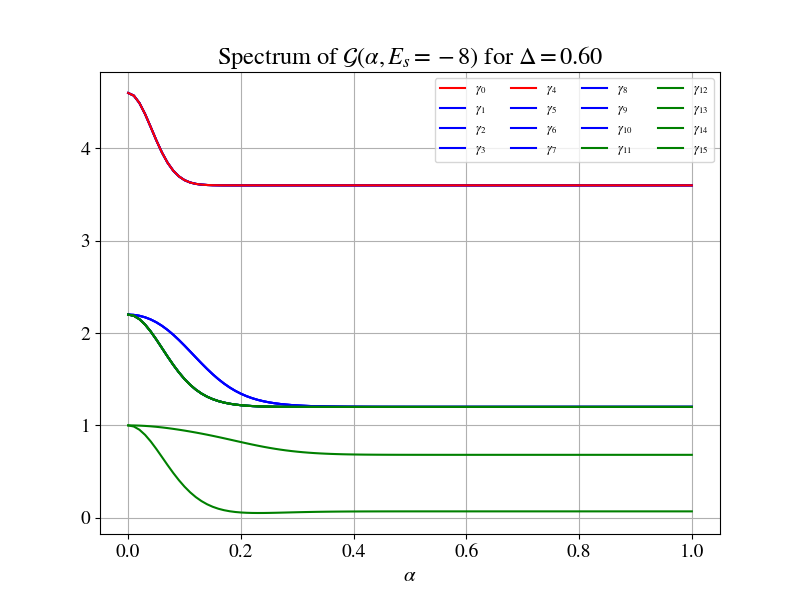 Spectrum of 𝒢(α, E_s = −8) for Δ = 0.60
γ₀ γ₄ γ₈ γ₁₂
γ₁ γ₅ γ₉ γ₁₃
γ₂ γ₆ γ₁₀ γ₁₄
γ₃ γ₇ γ₁₁ γ₁₅
4
3
2
1
0
0.0 0.2 0.4 0.6 0.8 1.0
α